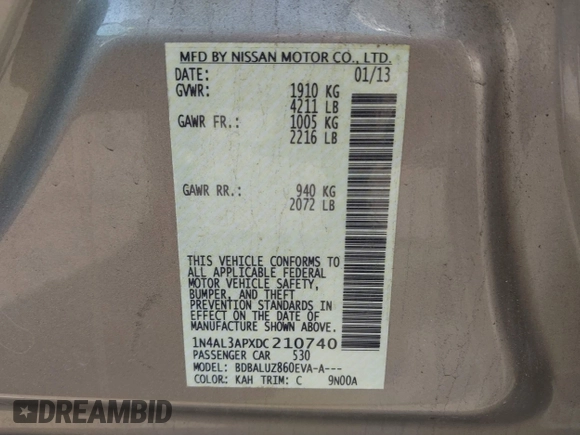 MFD BY NISSAN MOTOR CO., LTD.
DATE: 01/13
GVWR: 1910 KG
4211 LB
GAWR FR.: 1005 KG
2216 LB
GAWR RR.: 940 KG
2072 LB
THIS VEHICLE CONFORMS TO
ALL APPLICABLE FEDERAL
MOTOR VEHICLE SAFETY,
BUMPER, AND THEFT
PREVENTION STANDARDS IN
EFFECT ON THE DATE OF
MANUFACTURE SHOWN ABOVE.
1N4AL3APXDC210740
PASSENGER CAR 530
MODEL: BDBALUZ860EVA-A---
COLOR: KAH TRIM: C 9N00A
DREAMBID